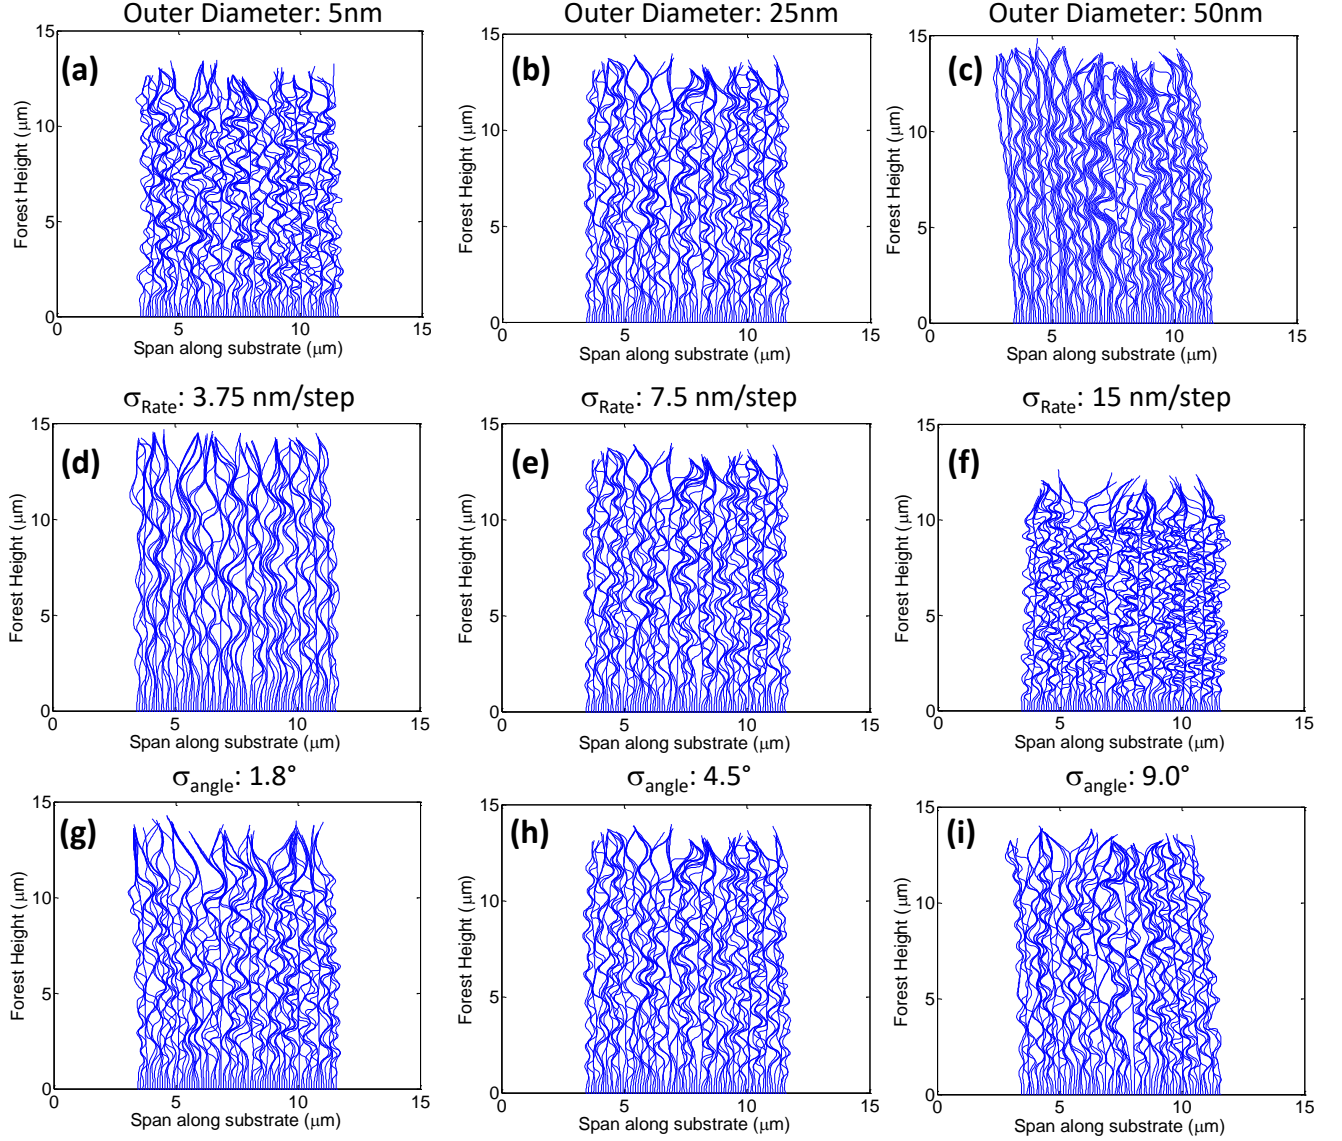 Outer Diameter: 5nm
Outer Diameter: 25nm
Outer Diameter: 50nm
15
10
5
0
Forest Height (μm)
(a)
0 5 10 15
Span along substrate (μm)
15
10
5
0
Forest Height (μm)
(b)
0 5 10 15
Span along substrate (μm)
15
10
5
0
Forest Height (μm)
(c)
0 5 10 15
Span along substrate (μm)
σRate: 3.75 nm/step
σRate: 7.5 nm/step
σRate: 15 nm/step
15
10
5
0
Forest Height (μm)
(d)
0 5 10 15
Span along substrate (μm)
15
10
5
0
Forest Height (μm)
(e)
0 5 10 15
Span along substrate (μm)
15
10
5
0
Forest Height (μm)
(f)
0 5 10 15
Span along substrate (μm)
σangle: 1.8°
σangle: 4.5°
σangle: 9.0°
15
10
5
0
Forest Height (μm)
(g)
0 5 10 15
Span along substrate (μm)
15
10
5
0
Forest Height (μm)
(h)
0 5 10 15
Span along substrate (μm)
15
10
5
0
Forest Height (μm)
(i)
0 5 10 15
Span along substrate (μm)